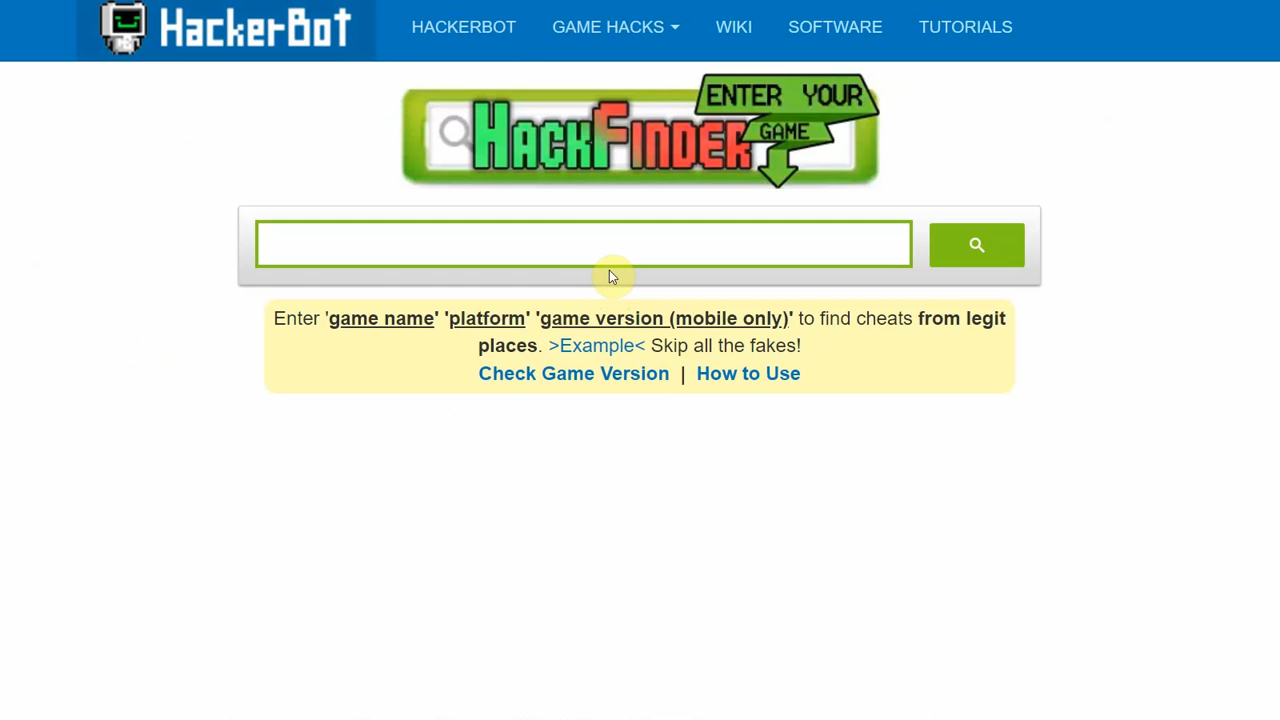 HackerBot HACKERBOT GAME HACKS WIKI SOFTWARE TUTORIALS
ENTER YOUR
GAME
HACKFINDER
Enter 'game name' 'platform' 'game version (mobile only)' to find cheats from legit
places. >Example< Skip all the fakes!
Check Game Version | How to Use